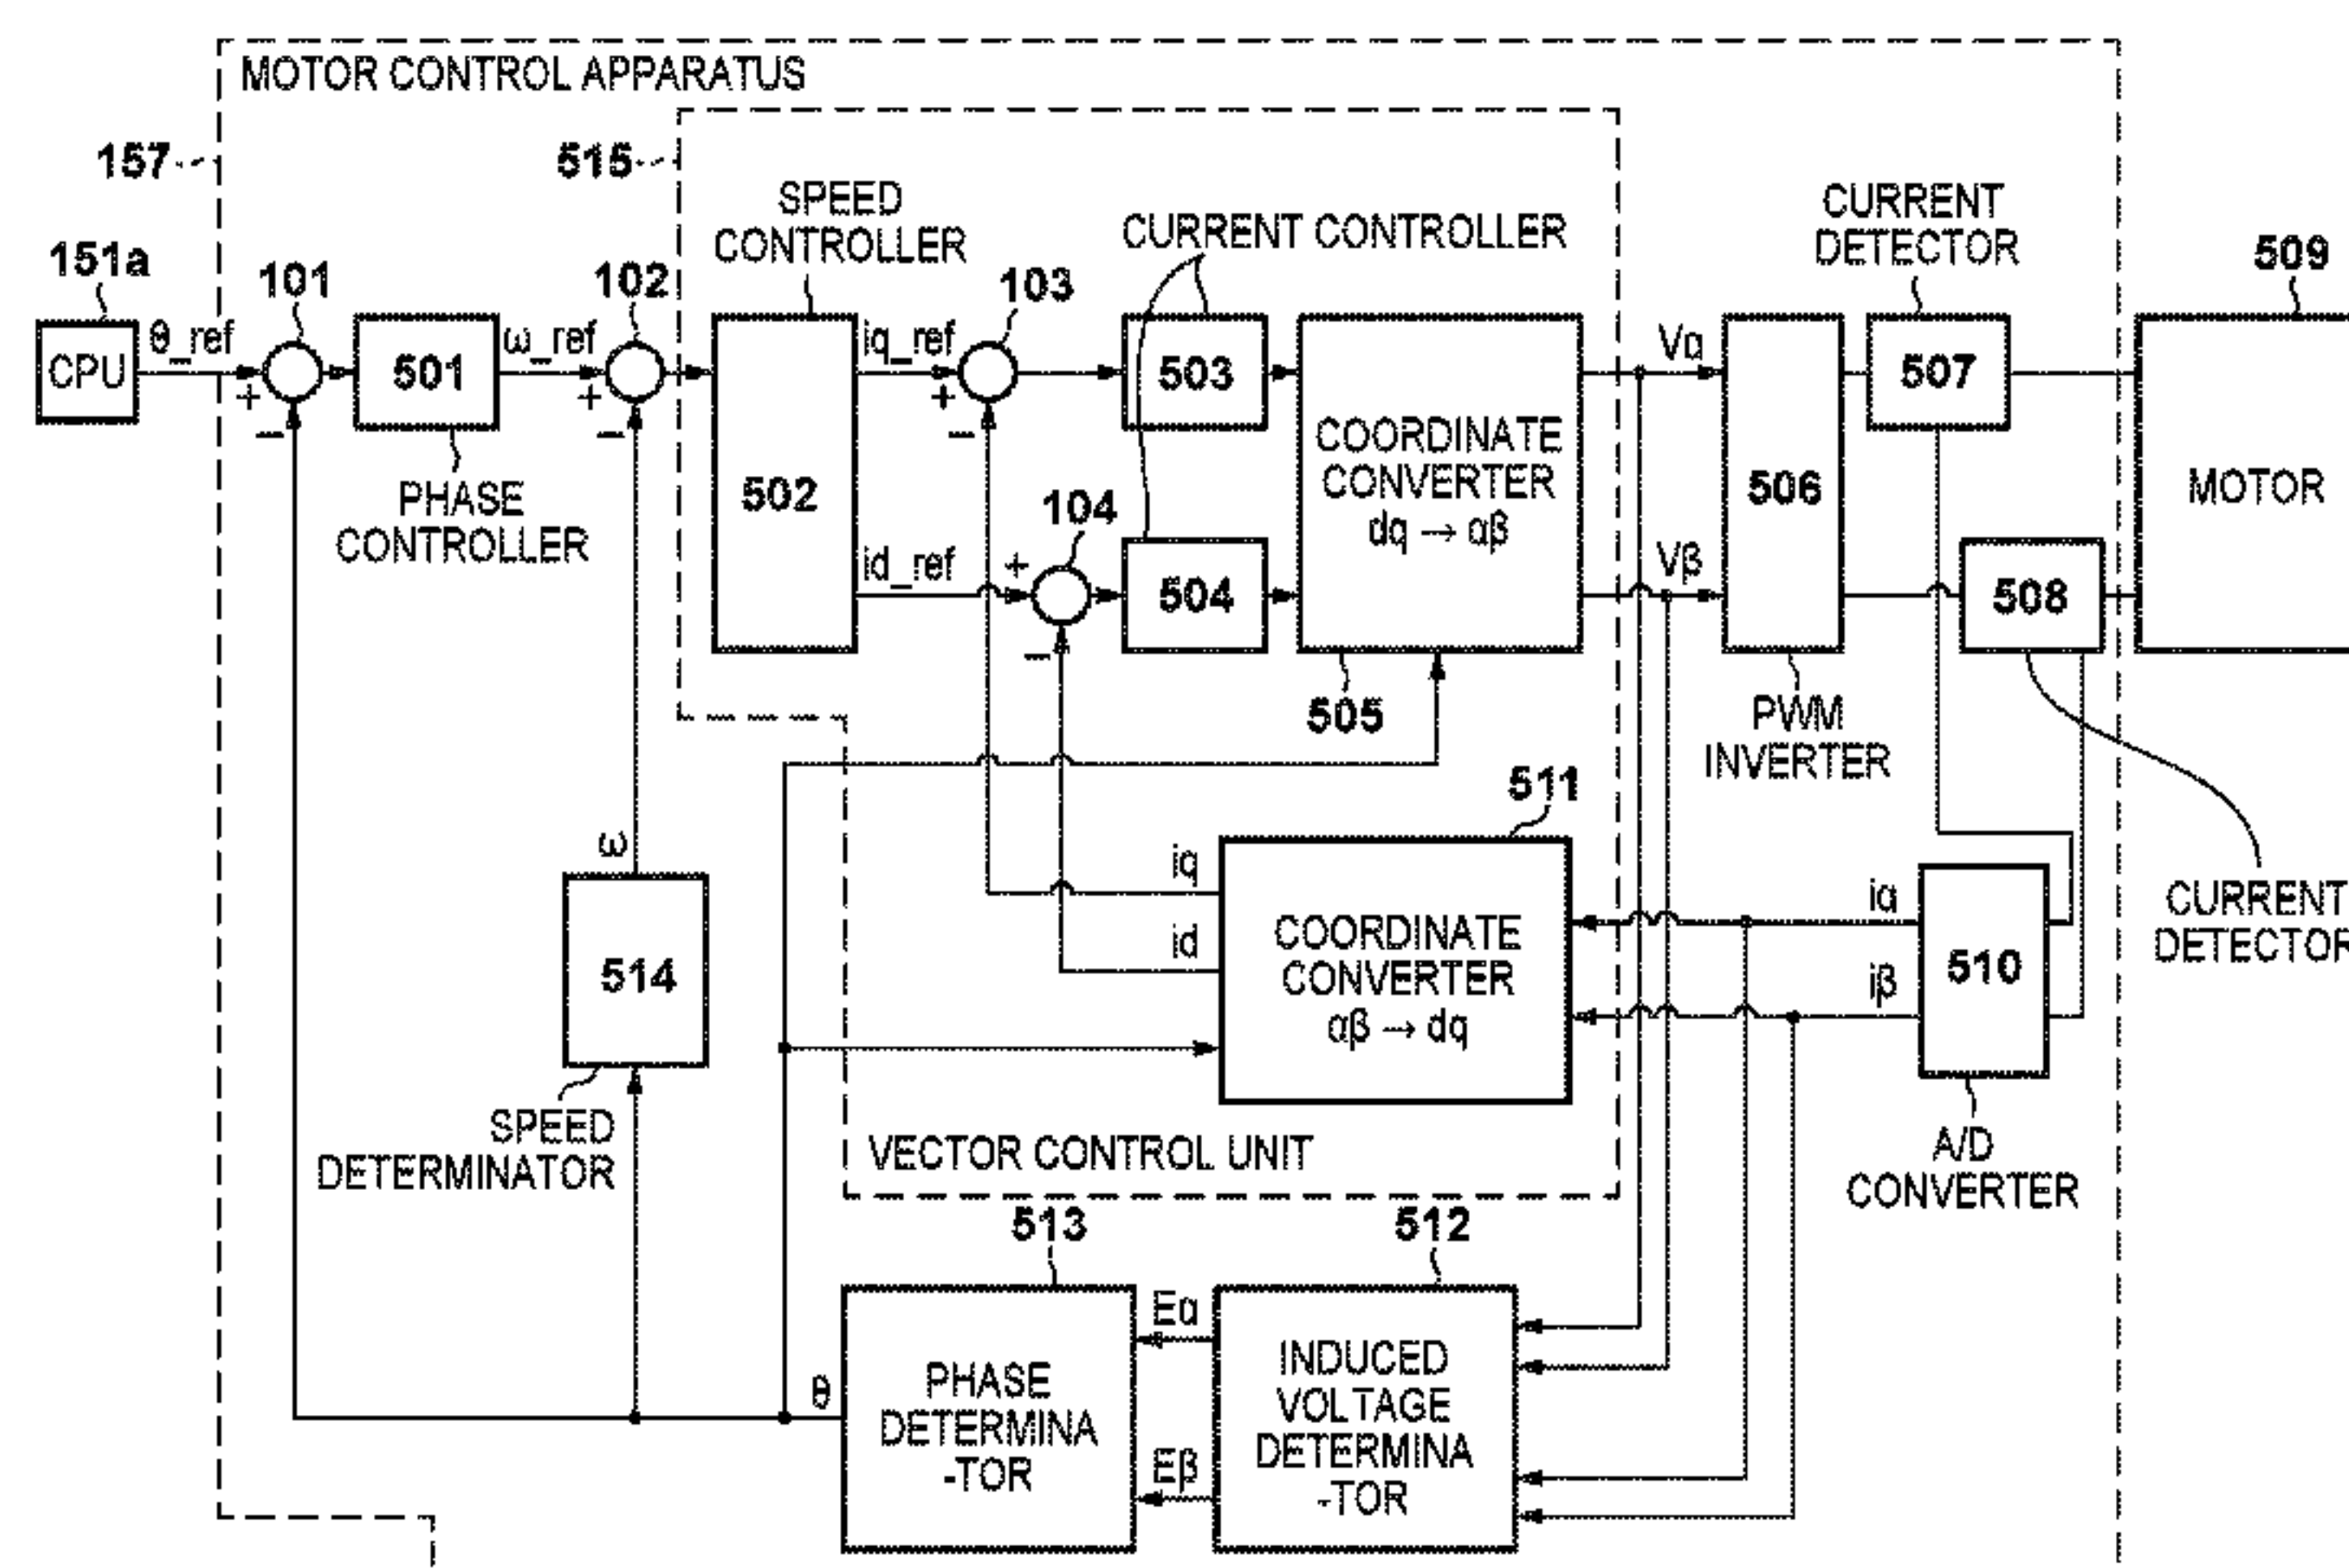 MOTOR CONTROL APPARATUS
157
515
SPEED
CONTROLLER
CURRENT CONTROLLER
CURRENT
DETECTOR
509
151a
101
102
103
CPU
θ_ref
+
−
501
PHASE
CONTROLLER
ω_ref
+
−
502
iq_ref
+
−
id_ref
104
+
−
503
504
COORDINATE
CONVERTER
dq → αβ
505
Vα
Vβ
506
PWM
INVERTER
507
508
MOTOR
CURRENT
DETECTOR
511
iq
id
COORDINATE
CONVERTER
αβ → dq
iα
iβ
510
A/D
CONVERTER
ω
514
SPEED
DETERMINATOR
VECTOR CONTROL UNIT
513
512
θ
PHASE
DETERMINA
-TOR
Eα
Eβ
INDUCED
VOLTAGE
DETERMINA
-TOR